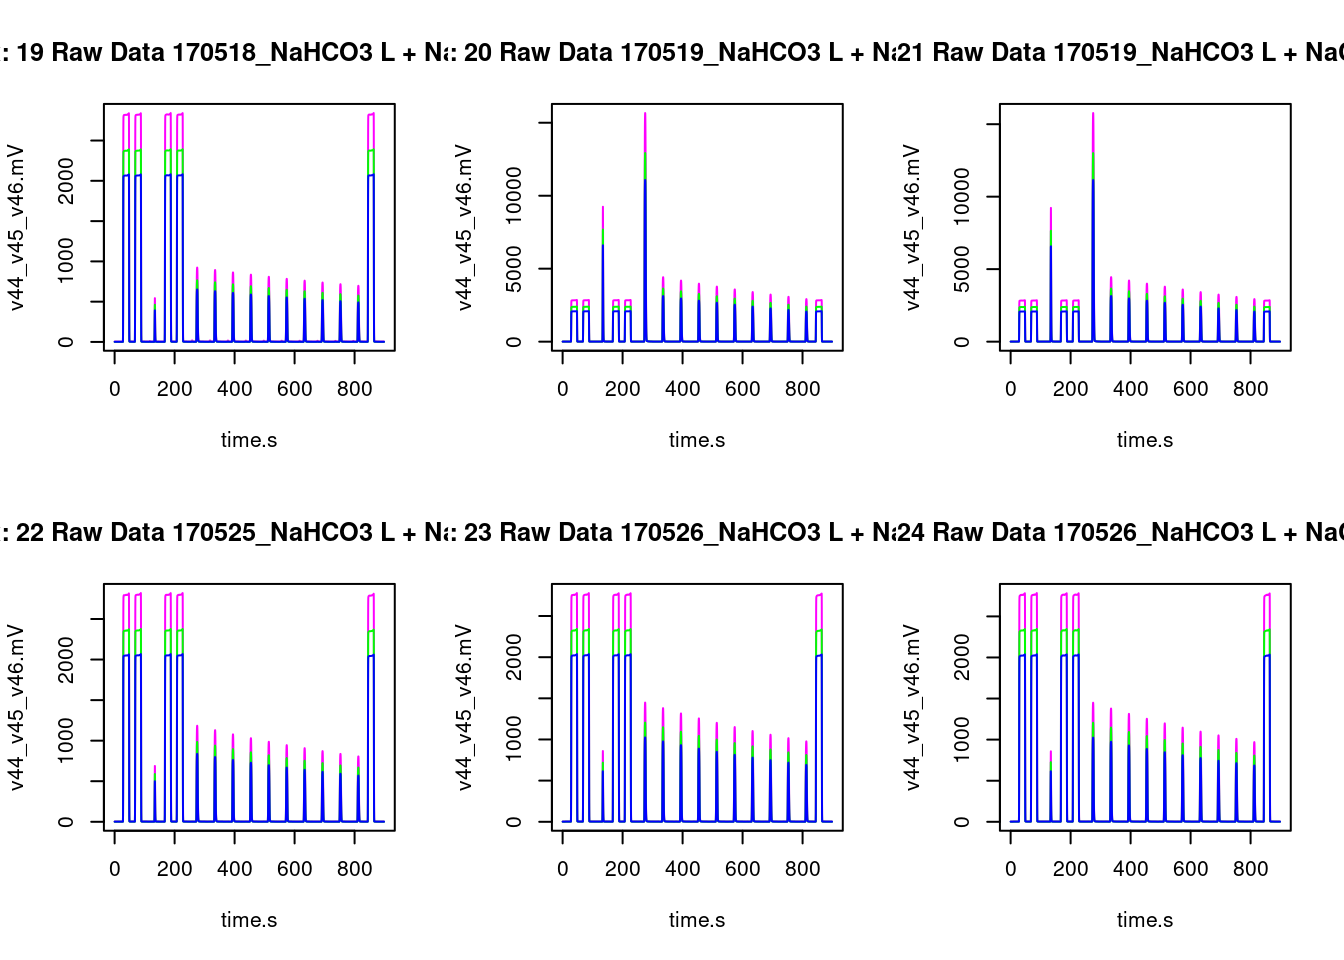 : 19 Raw Data 170518_NaHCO3 L + Na
: 20 Raw Data 170519_NaHCO3 L + Na
21 Raw Data 170519_NaHCO3 L + NaC
v44_v45_v46.mV
0 1000 2000
0 200 400 600 800
time.s
v44_v45_v46.mV
0 5000 10000
0 200 400 600 800
time.s
v44_v45_v46.mV
0 5000 10000
0 200 400 600 800
time.s
: 22 Raw Data 170525_NaHCO3 L + Na
: 23 Raw Data 170526_NaHCO3 L + Na
24 Raw Data 170526_NaHCO3 L + NaC
v44_v45_v46.mV
0 1000 2000
0 200 400 600 800
time.s
v44_v45_v46.mV
0 1000 2000
0 200 400 600 800
time.s
v44_v45_v46.mV
0 1000 2000
0 200 400 600 800
time.s